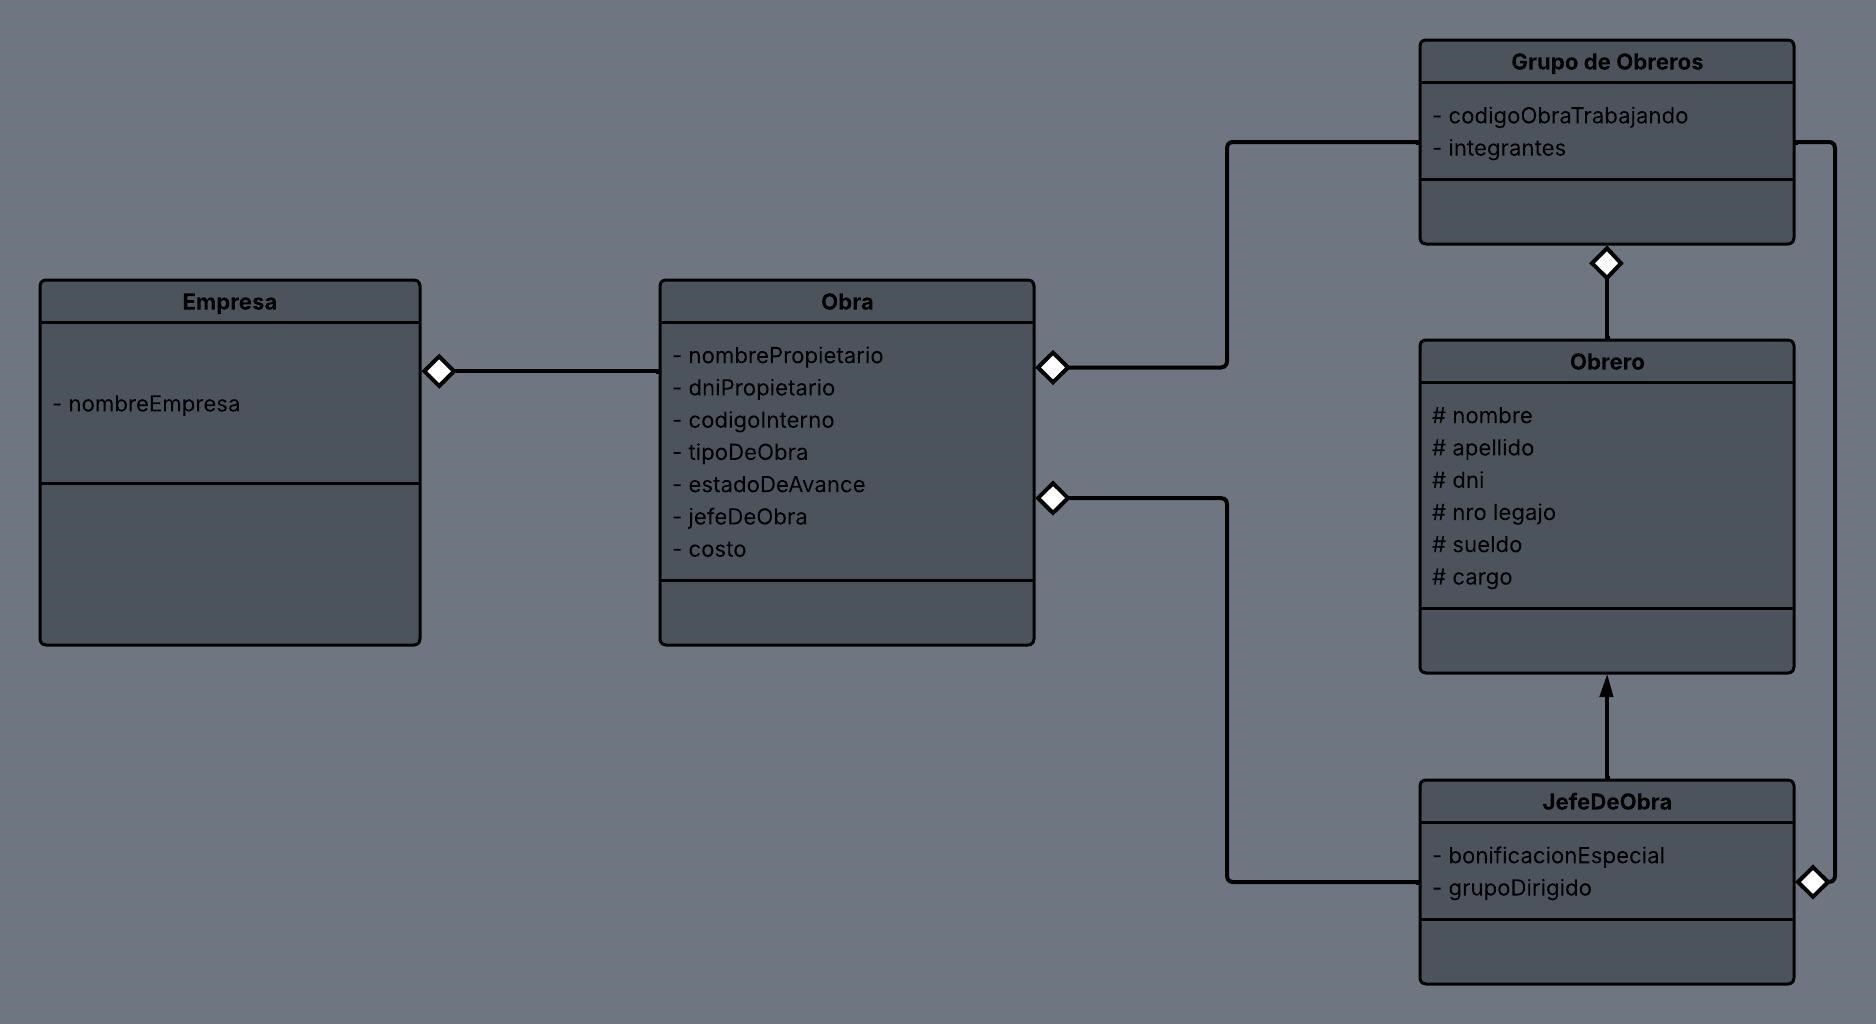 Empresa
- nombreEmpresa
Obra
- nombrePropietario
- dniPropietario
- codigoInterno
- tipoDeObra
- estadoDeAvance
- jefeDeObra
- costo
Grupo de Obreros
- codigoObraTrabajando
- integrantes
Obrero
# nombre
# apellido
# dni
# nro legajo
# sueldo
# cargo
JefeDeObra
- bonificacionEspecial
- grupoDirigido